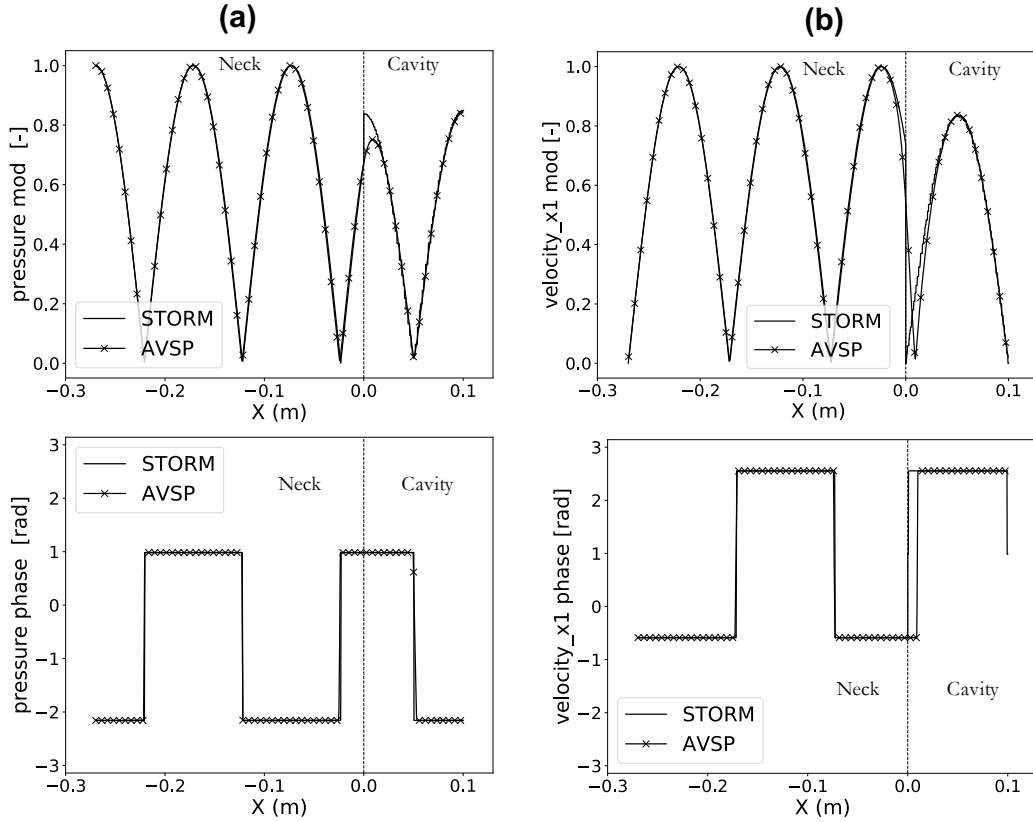 (a)
Neck
Cavity
pressure mod [-]
1.0
0.8
0.6
0.4
0.2
0.0
STORM
AVSP
−0.3
−0.2
−0.1
0.0
0.1
X (m)
(b)
Neck
Cavity
velocity_x1 mod [-]
1.0
0.8
0.6
0.4
0.2
0.0
STORM
AVSP
−0.3
−0.2
−0.1
0.0
0.1
X (m)
STORM
AVSP
Neck
Cavity
pressure phase [rad]
3
2
1
0
−1
−2
−3
−0.3
−0.2
−0.1
0.0
0.1
X (m)
velocity_x1 phase [rad]
3
2
1
0
−1
−2
−3
Neck
Cavity
STORM
AVSP
−0.3
−0.2
−0.1
0.0
0.1
X (m)